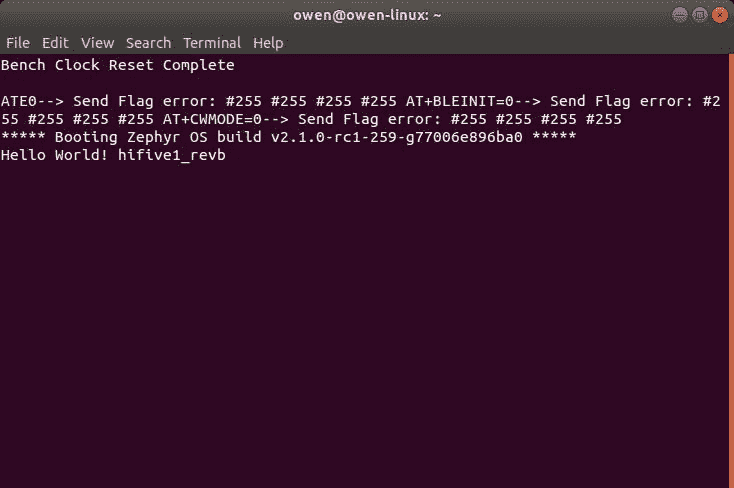 owen@owen-linux: ~
File Edit View Search Terminal Help
Bench Clock Reset Complete
ATE0--> Send Flag error: #255 #255 #255 #255 AT+BLEINIT=0--> Send Flag error: #2
55 #255 #255 #255 AT+CWMODE=0--> Send Flag error: #255 #255 #255 #255
***** Booting Zephyr OS build v2.1.0-rc1-259-g77006e896ba0 *****
Hello World! hifive1_revb